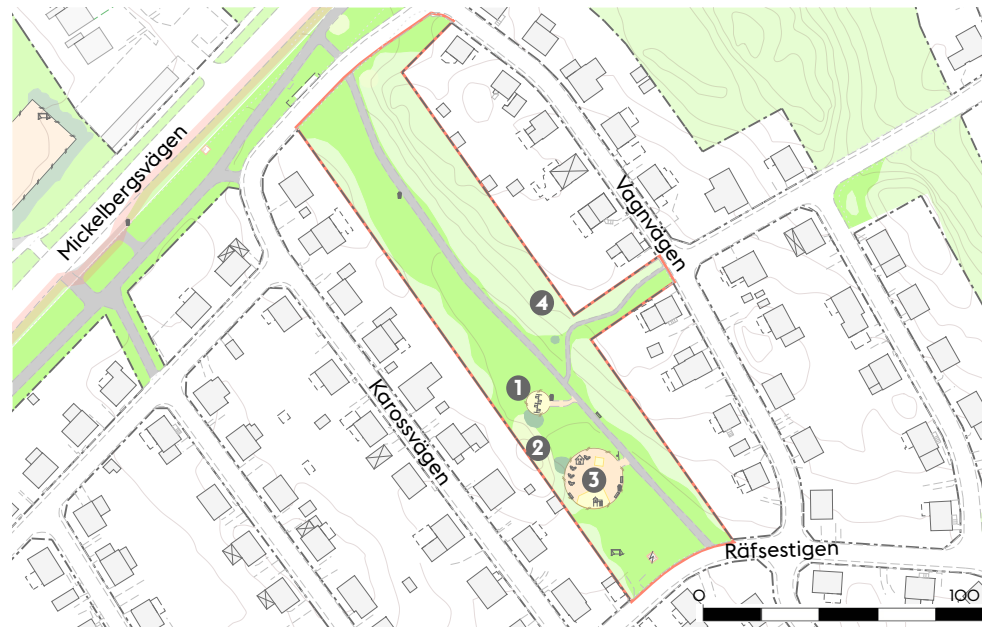 Mickelbergsvägen
Vagnvägen
4
1
Karossvägen
2
3
Räfsestigen
0 100